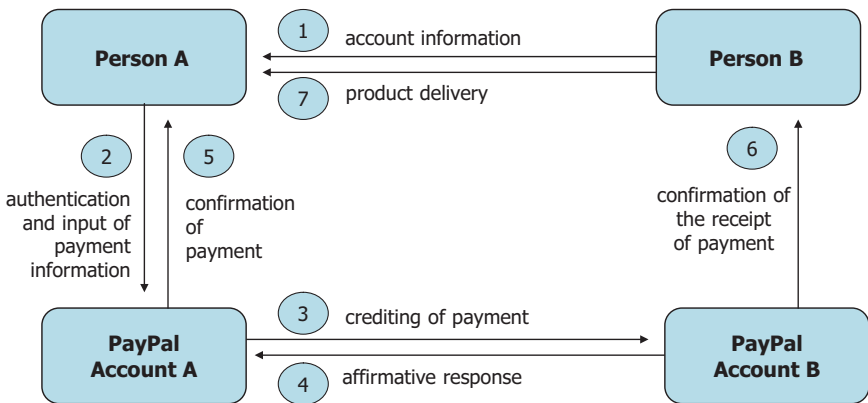 1
account information
Person A
Person B
7
product delivery
2
5
6
authentication
and input of
payment
information
confirmation
of
payment
confirmation of
the receipt
of payment
3
crediting of payment
PayPal
Account A
PayPal
Account B
4
affirmative response